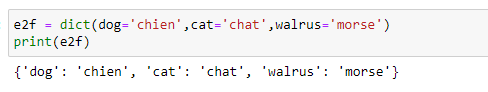 e2f = dict(dog='chien',cat='chat',walrus='morse')
print(e2f)
{'dog': 'chien', 'cat': 'chat', 'walrus': 'morse'}